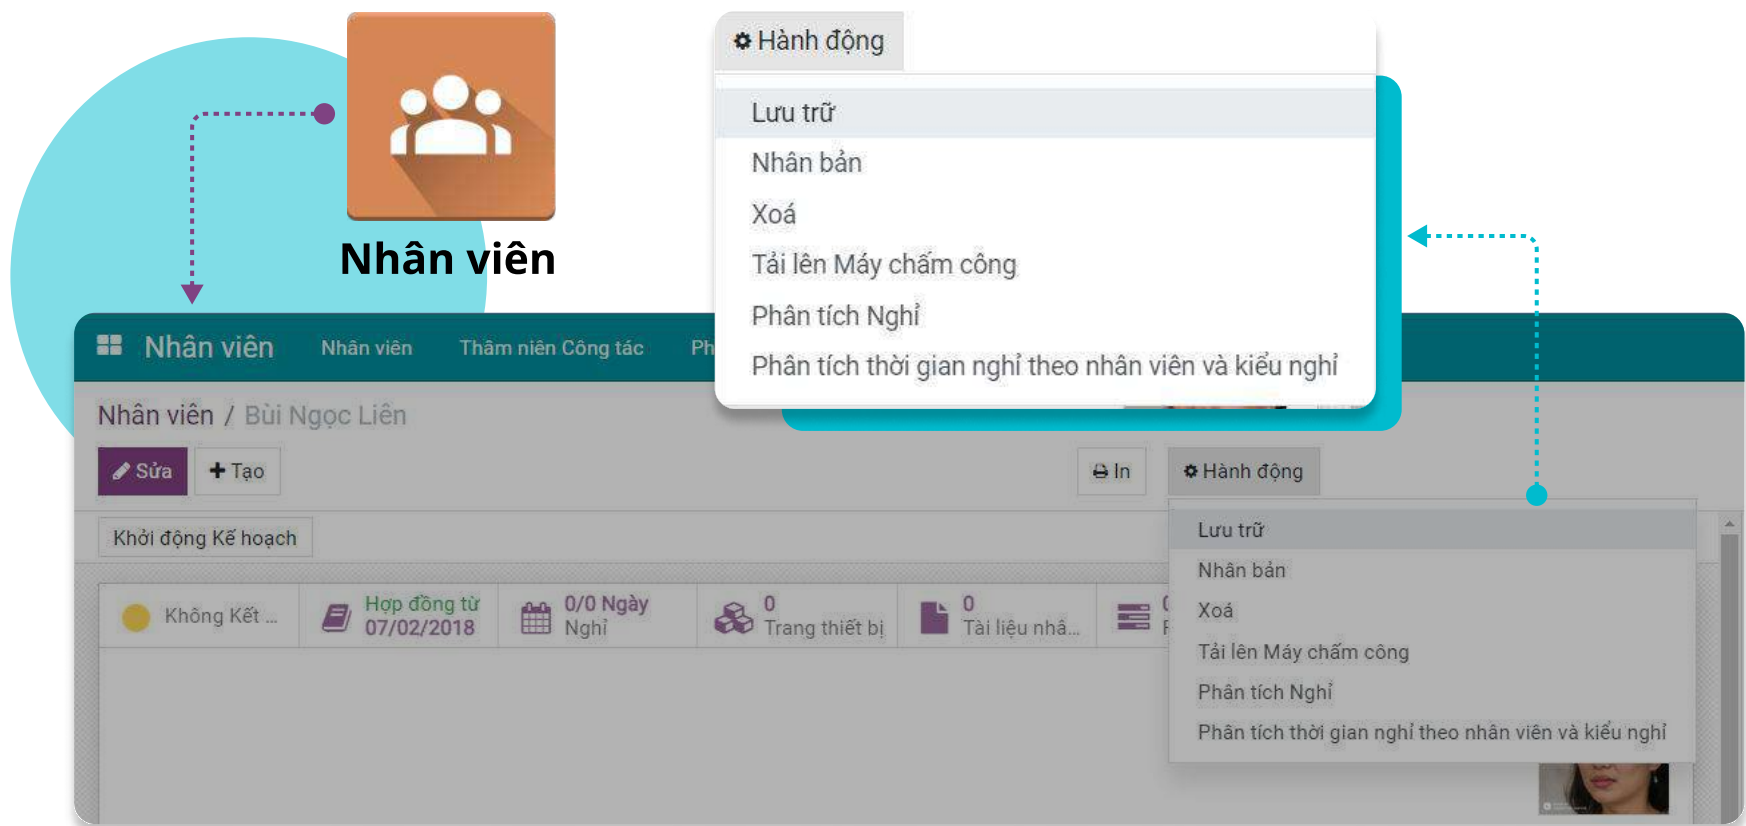 Hành động
Lưu trữ
Nhân bản
Xoá
Tải lên Máy chấm công
Phân tích Nghỉ
Phân tích thời gian nghỉ theo nhân viên và kiểu nghỉ
Nhân viên
Nhân viên Nhân viên Thâm niên Công tác Ph
Nhân viên / Bùi Ngọc Liên
Sửa Tạo In Hành động
Khởi động Kế hoạch
Lưu trữ
Nhân bản
Xoá
Tải lên Máy chấm công
Phân tích Nghỉ
Phân tích thời gian nghỉ theo nhân viên và kiểu nghỉ
Không Kết ...
Hợp đồng từ
07/02/2018
0/0 Ngày
Nghỉ
0
Trang thiết bị
0
Tài liệu nhâ...